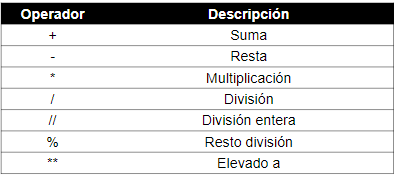 Operador Descripción
+ Suma
- Resta
* Multiplicación
/ División
// División entera
% Resto división
** Elevado a